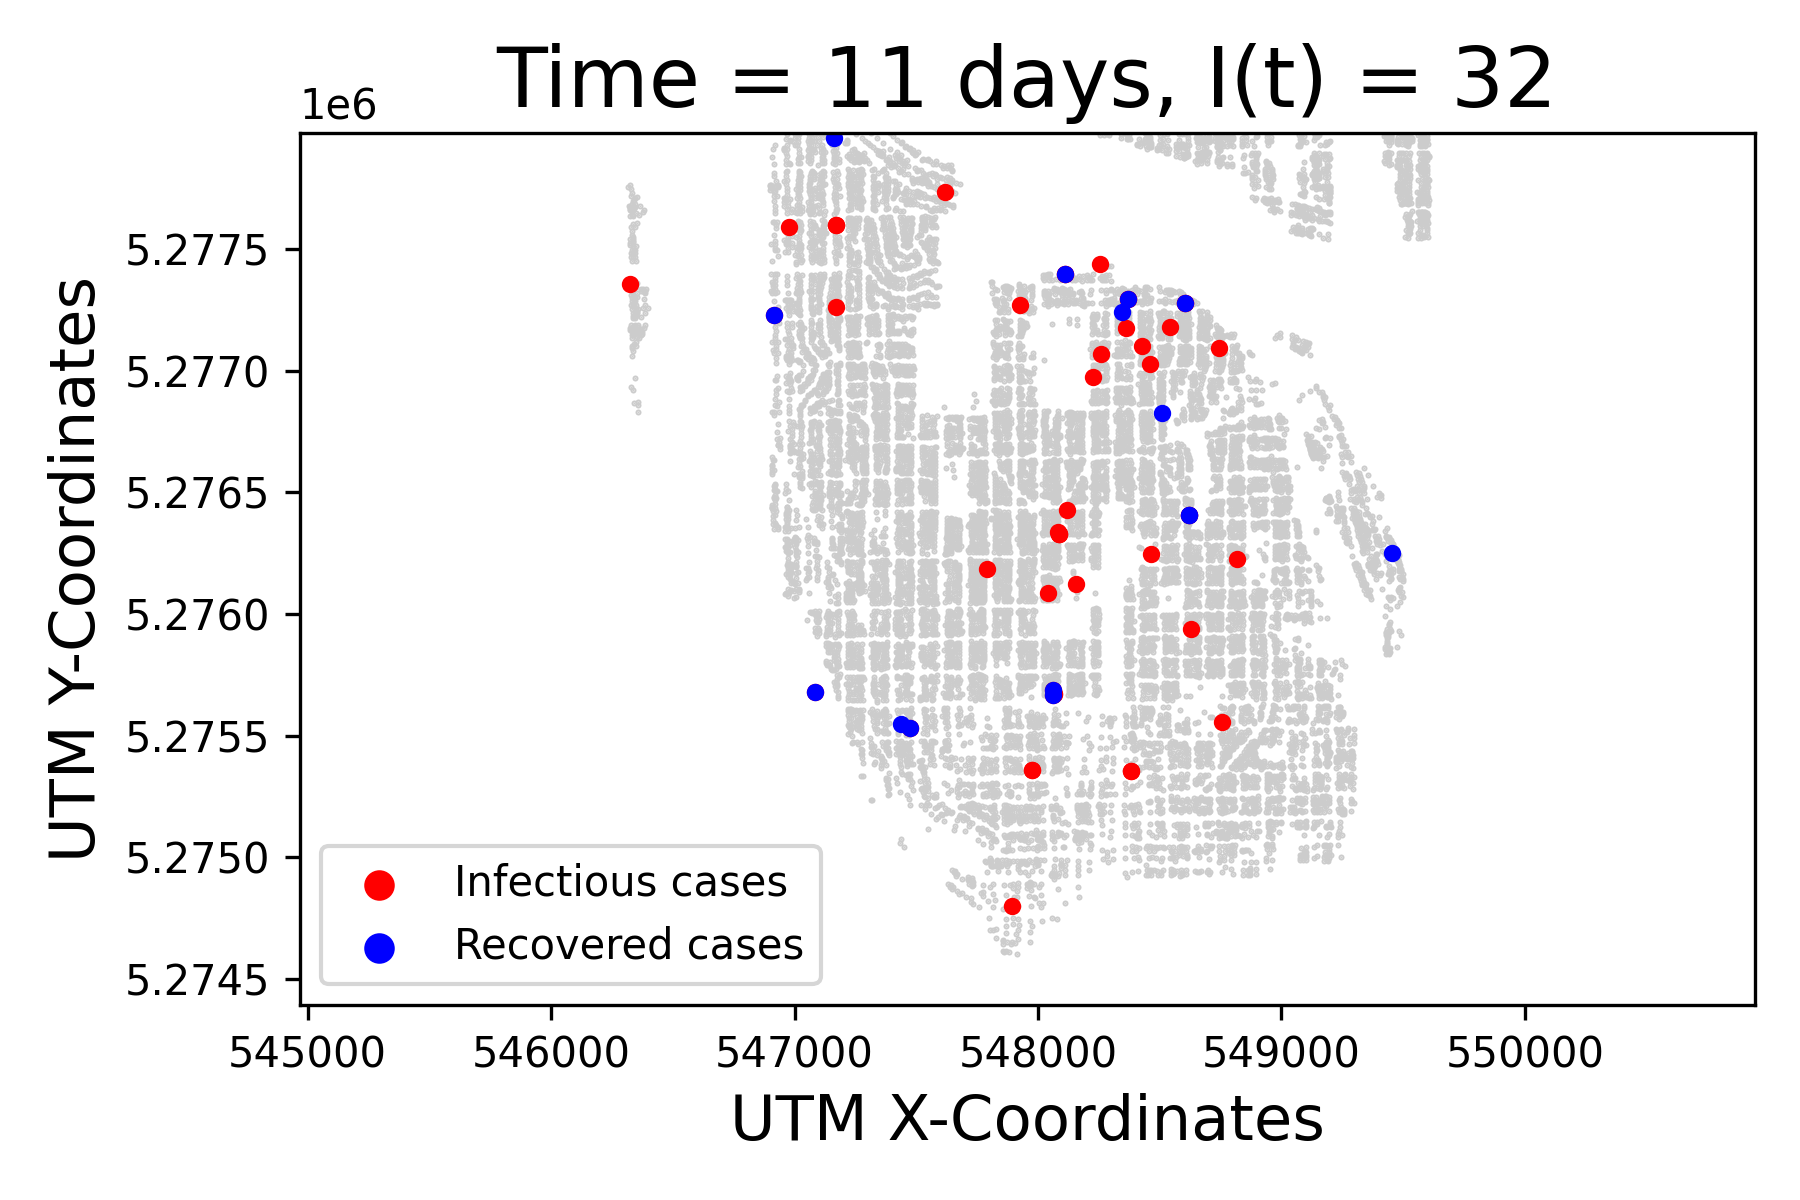 Time = 11 days, I(t) = 32
1e6
5.2775
5.2770
5.2765
5.2760
5.2755
5.2750
5.2745
UTM Y-Coordinates
Infectious cases
Recovered cases
545000 546000 547000 548000 549000 550000
UTM X-Coordinates